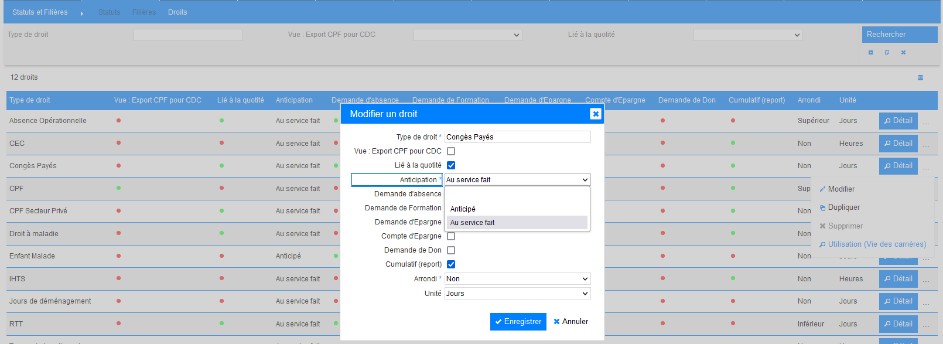 Statuts et Filières Statuts Filières Droits
Type de droit Vue : Export CPF pour CDC Lié à la quotité Rechercher
12 droits
Type de droit Vue : Export CPF pour CDC Lié à la quotité Anticipation Demande d'absence Demande de Formation Demande d'Epargne Compte d'Epargne Demande de Don Cumulatif (report) Arrondi Unité
Absence Opérationnelle Au service fait Supérieur Jours Détail ...
CEC Au service fait Non Heures Détail ...
Congès Payés Au service fait Non Jours Détail ...
CPF Au service fait
CPF Secteur Privé Au service fait
Droit à maladie Au service fait
Enfant Malade Anticipé Non Jours Détail ...
IHTS Au service fait Non Heures Détail ...
Jours de déménagement Au service fait Non Jours Détail ...
RTT Au service fait Inférieur Jours Détail ...
Modifier
Dupliquer
Supprimer
Utilisation (Vie des carrières)
Modifier un droit
Type de droit * Congès Payés
Vue : Export CPF pour CDC
Lié à la quotité
Anticipation * Au service fait
Anticipé
Au service fait
Demande d'absence
Demande de Formation
Demande d'Epargne
Compte d'Epargne
Demande de Don
Cumulatif (report)
Arrondi * Non
Unité Jours
Enregistrer Annuler